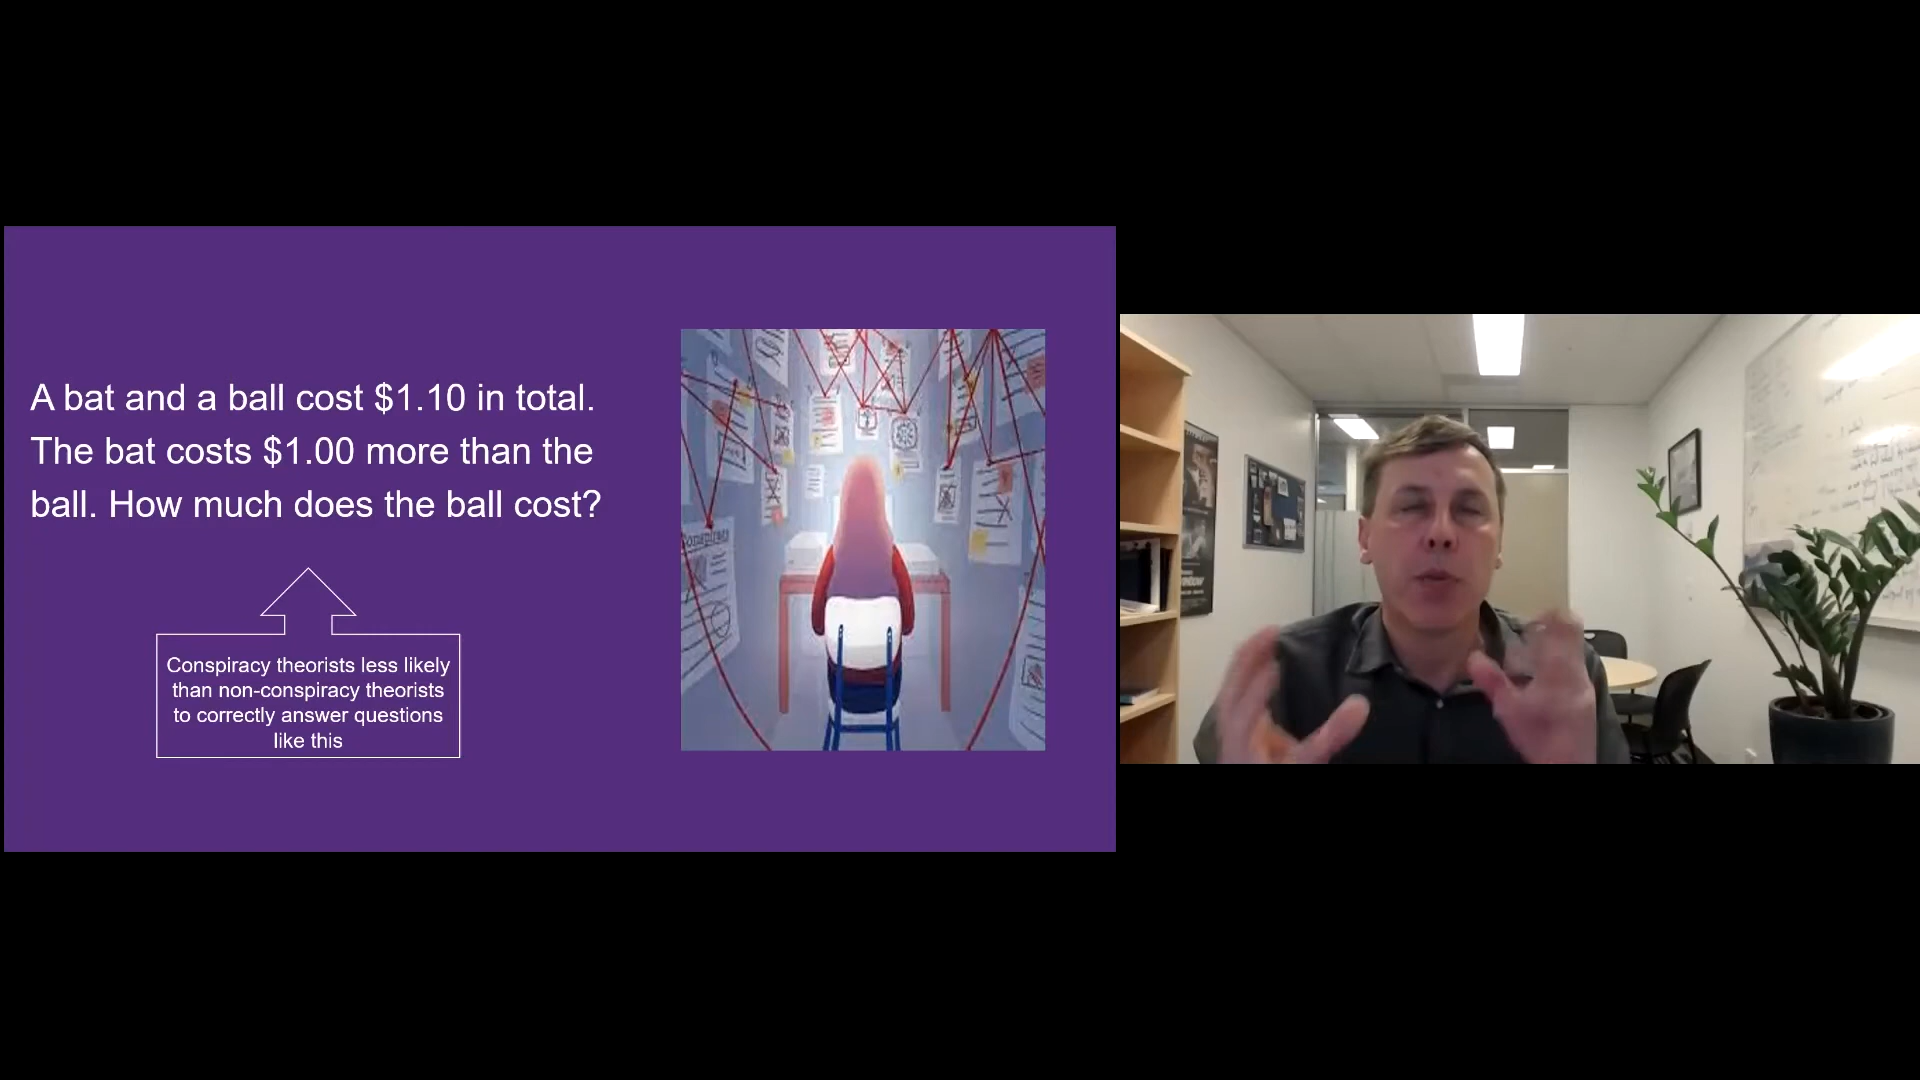 A bat and a ball cost $1.10 in total.
The bat costs $1.00 more than the
ball. How much does the ball cost?
Conspiracy theorists less likely
than non-conspiracy theorists
to correctly answer questions
like this